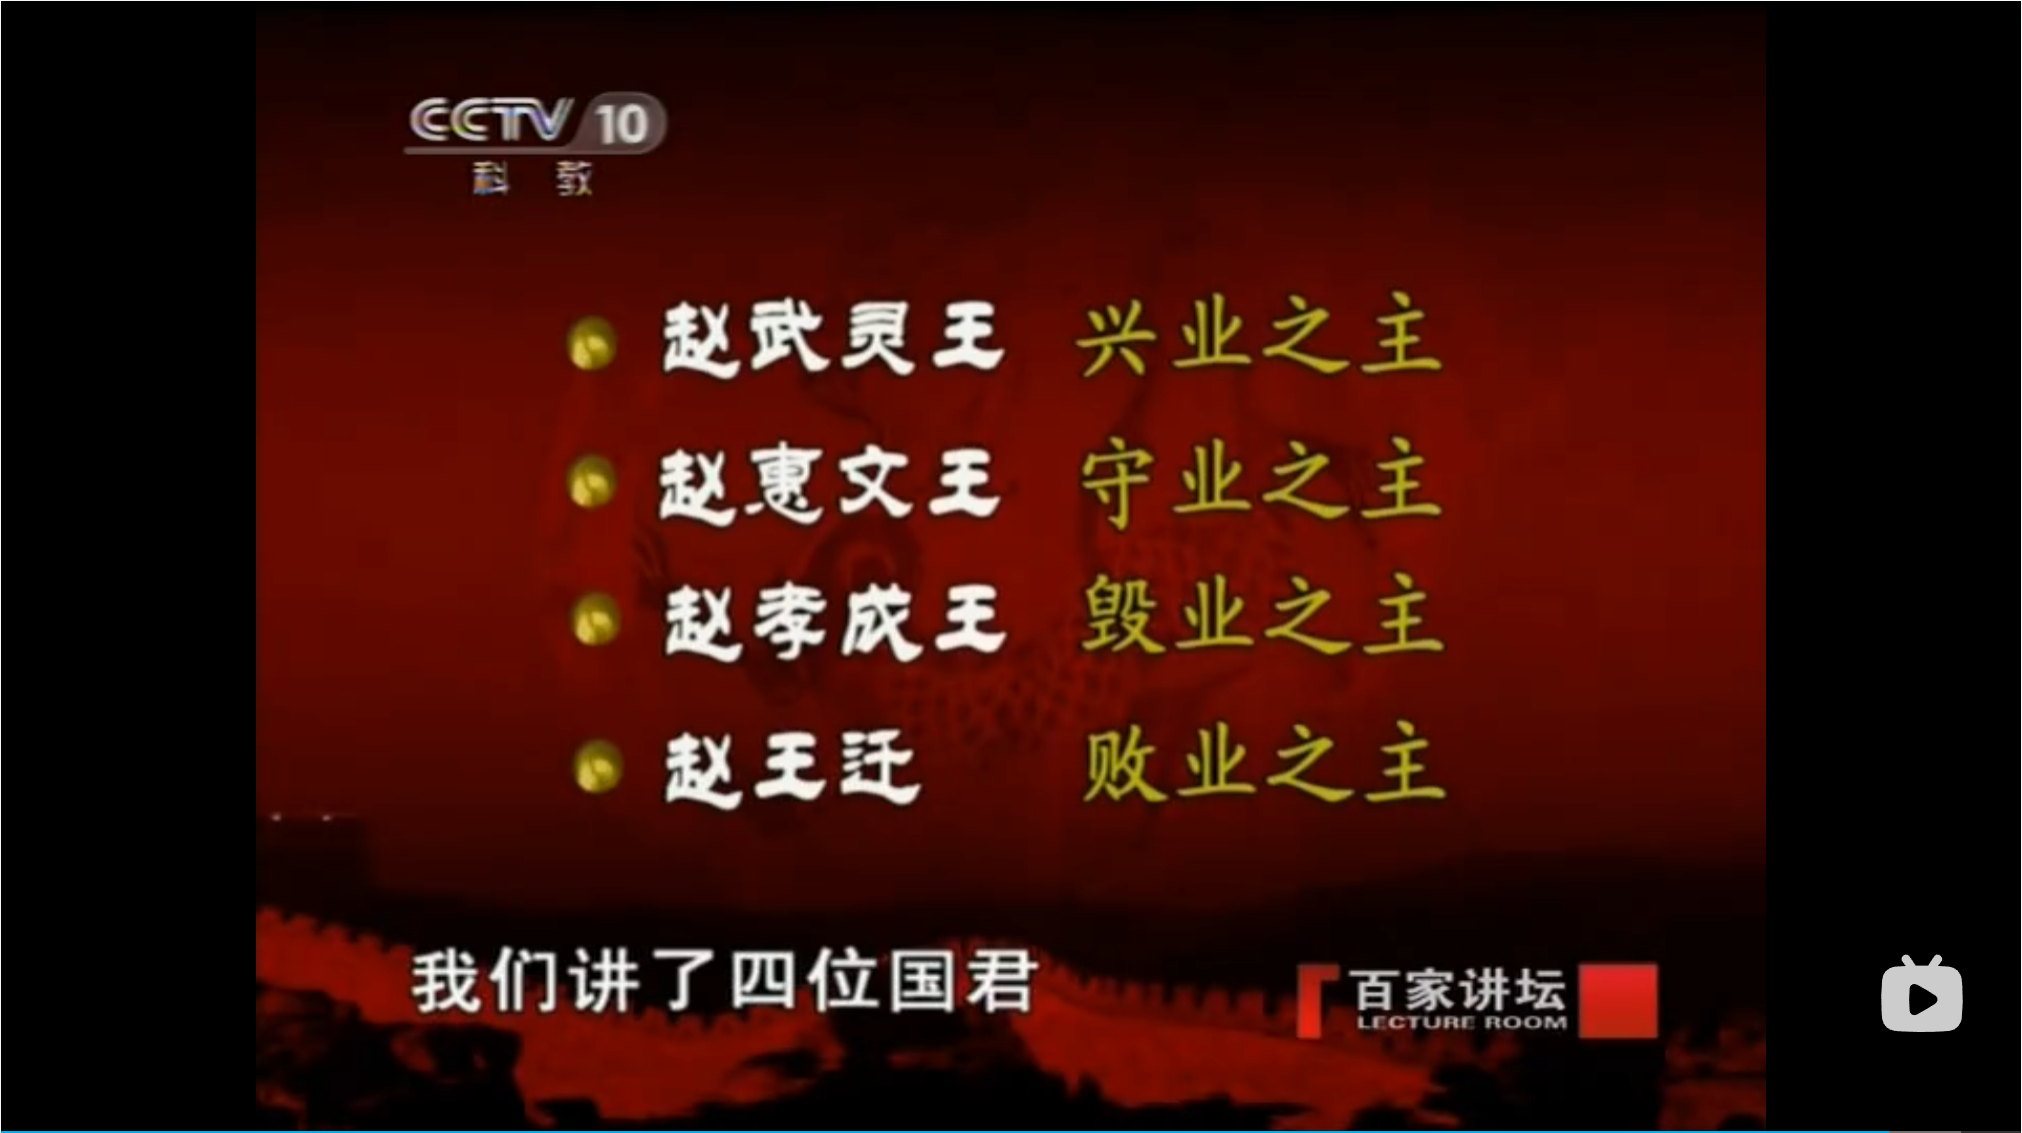 CCTV 10
科 教
赵武灵王 兴业之主
赵惠文王 守业之主
赵孝成王 毁业之主
赵王迁 败业之主
我们讲了四位国君
百家讲坛
LECTURE ROOM